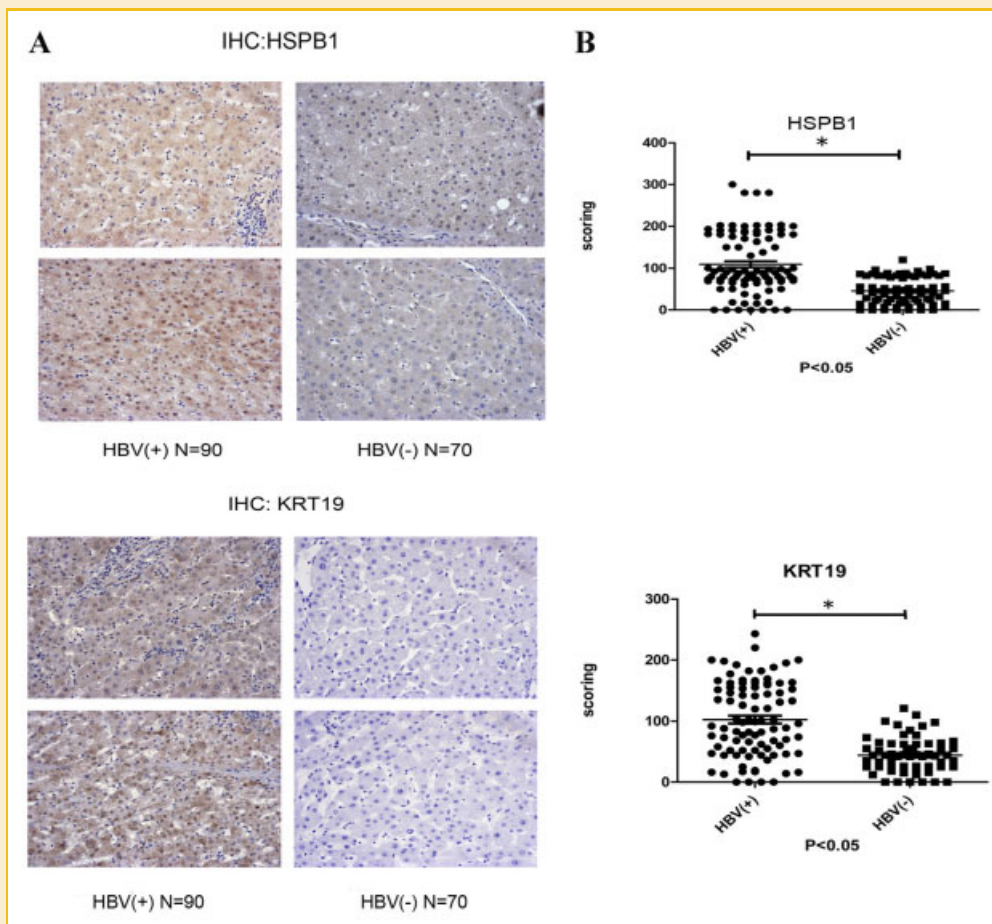 A
IHC:HSPB1
HBV(+) N=90
HBV(-) N=70
IHC: KRT19
HBV(+) N=90
HBV(-) N=70
B
HSPB1
*
400
300
200
100
0
scoring
HBV(+)
HBV(-)
P<0.05
KRT19
*
300
200
100
0
scoring
HBV(+)
HBV(-)
P<0.05